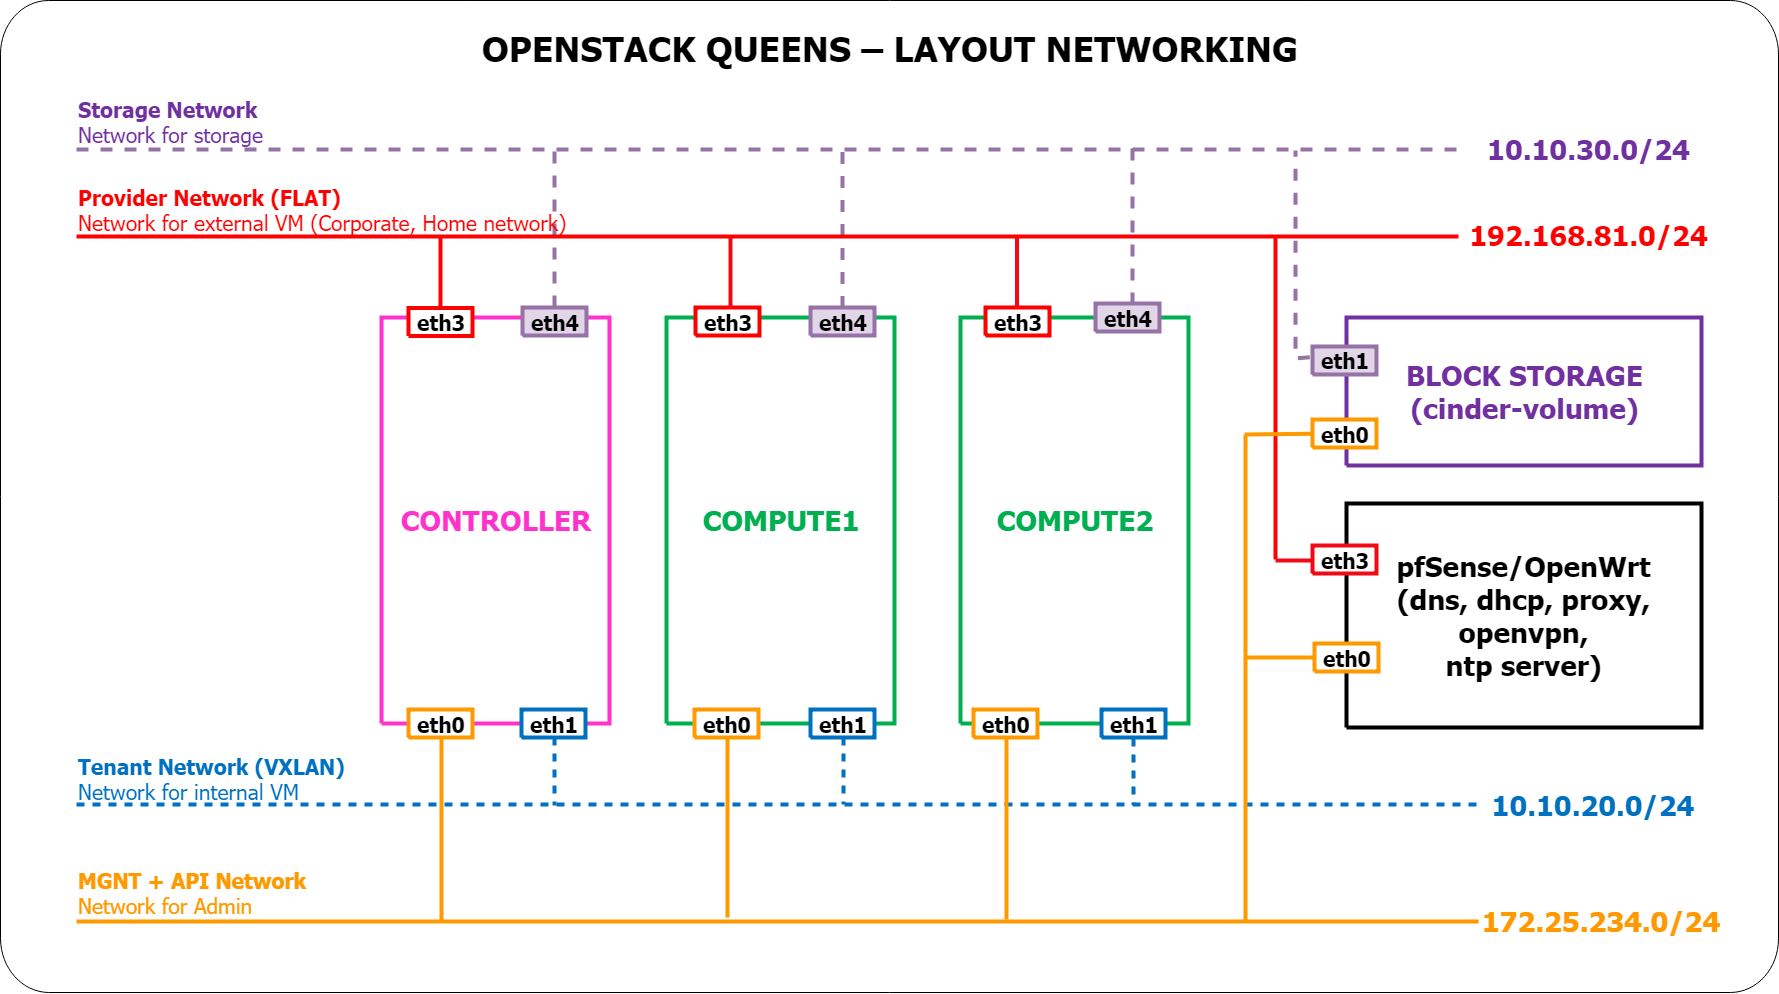 OPENSTACK QUEENS – LAYOUT NETWORKING
Storage Network
Network for storage
10.10.30.0/24
Provider Network (FLAT)
Network for external VM (Corporate, Home network)
192.168.81.0/24
eth3
eth4
eth3
eth4
eth3
eth4
CONTROLLER
COMPUTE1
COMPUTE2
eth1
BLOCK STORAGE
(cinder-volume)
eth0
eth3
pfSense/OpenWrt
(dns, dhcp, proxy,
openvpn,
ntp server)
eth0
eth0
eth1
eth0
eth1
eth0
eth1
Tenant Network (VXLAN)
Network for internal VM
10.10.20.0/24
MGNT + API Network
Network for Admin
172.25.234.0/24